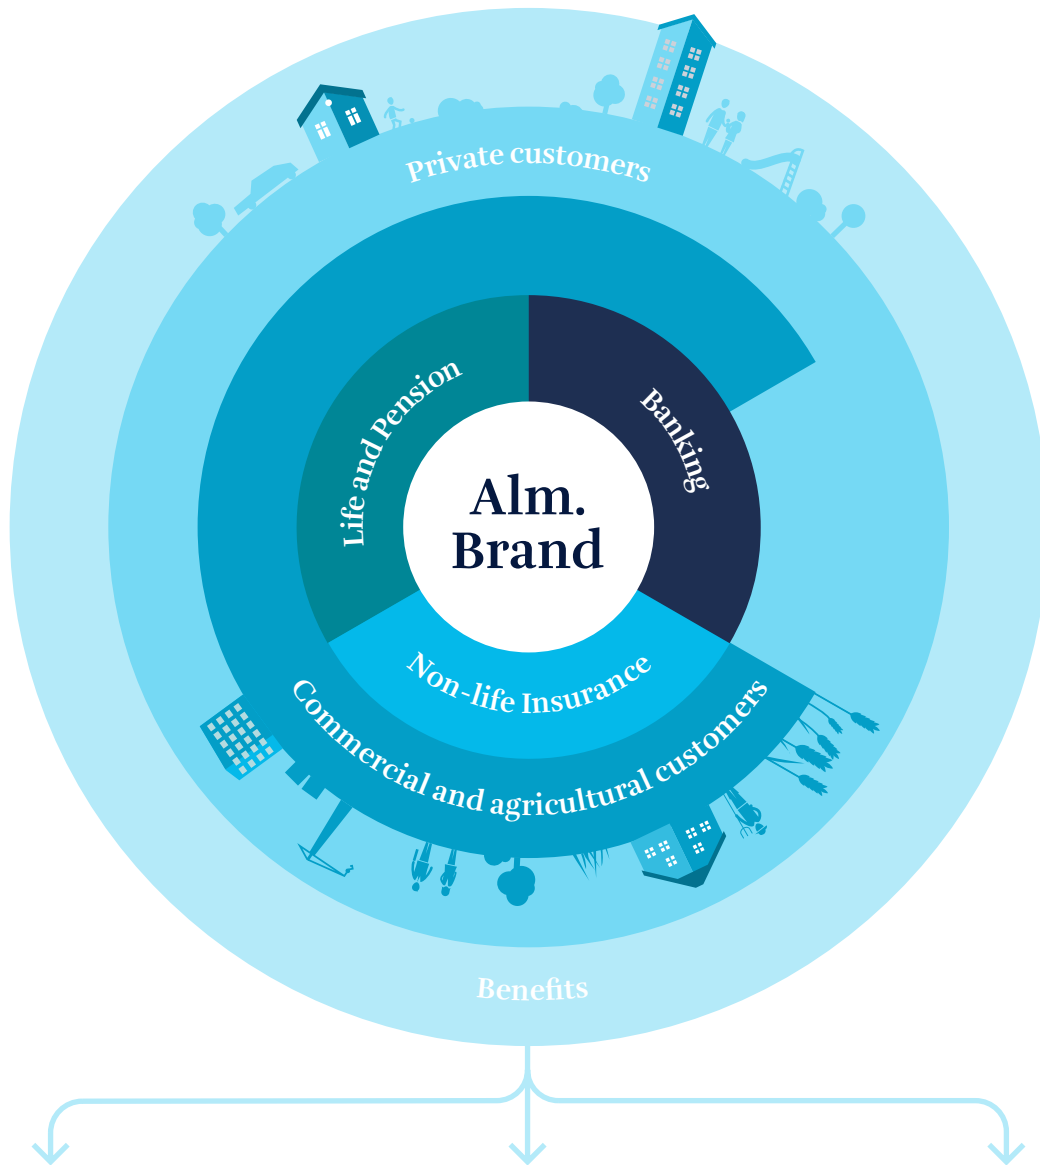 Private customers
Life and Pension
Banking
Alm.
Brand
Non-life Insurance
Commercial and agricultural customers
Benefits